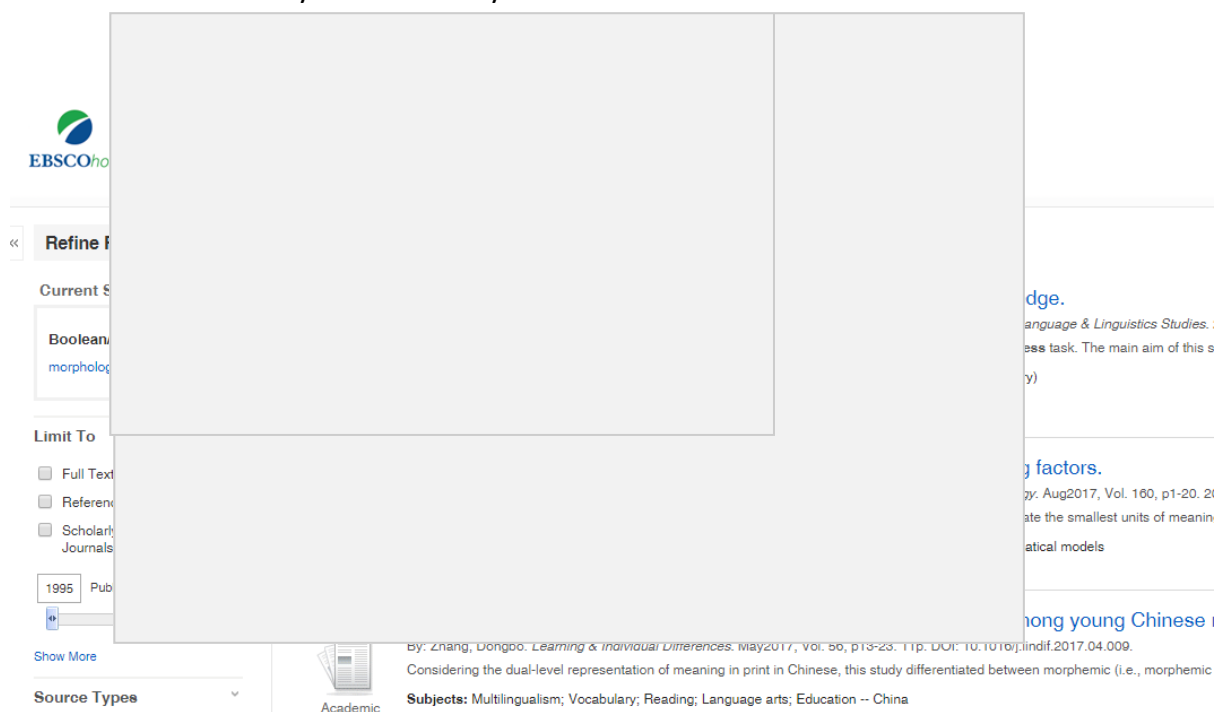 EBSCOho
« Refine
Current
Boolean/
morpholog
Limit To
Full Text
Referen
Scholarly
Journals
1995 Publ
Show More
Source Types
dge.
anguage & Linguistics Studies.
ess task. The main aim of this s
y)
g factors.
gy. Aug2017, Vol. 160, p1-20. 20
ate the smallest units of meanin
atical models
ong young Chinese r
By: Zhang, Dongbo. Learning & Individual Differences. May2017, Vol. 56, p13-23. 11p. DOI: 10.1016/j.lindif.2017.04.009.
Considering the dual-level representation of meaning in print in Chinese, this study differentiated between morphemic (i.e., morphemic
Academic
Subjects: Multilingualism; Vocabulary; Reading; Language arts; Education -- China